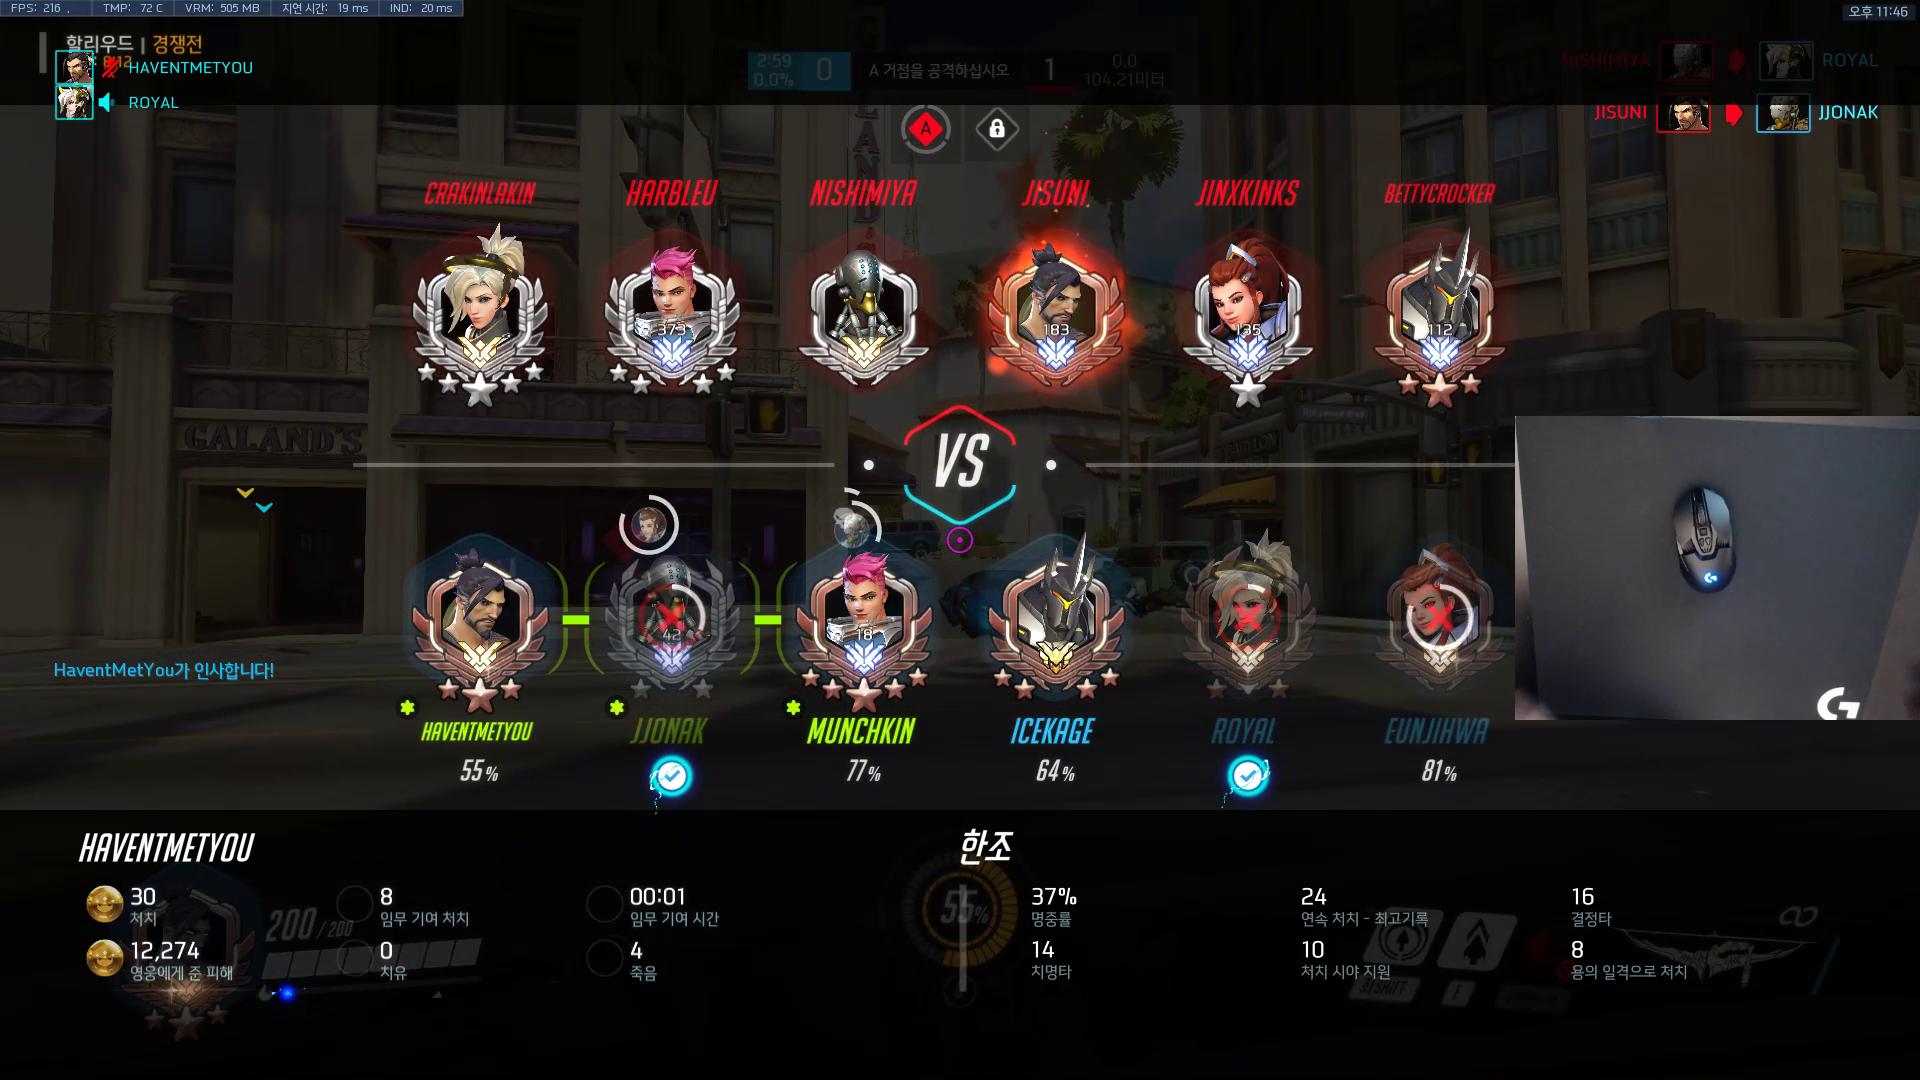 FPS: 216 TMP: 72 C VRM: 505 MB 지연 시간: 19 ms IND: 20 ms
오후 11:46
할리우드 | 경쟁전
HAVENTMETYOU
ROYAL
2:59
0.0%
0
A 거점을 공격하십시오
1
0.0
104.21미터
NISHIMIYA ROYAL
JISUNI JJONAK
A
CRAKINLAKIN HARBLEU NISHIMIYA JISUNI JINXKINKS BETTYCROCKER
373 183 135 112
GALAND'S
VS
42 18
HaventMetYou가 인사합니다!
HAVENTMETYOU JJONAK MUNCHKIN ICEKAGE ROYAL EUNJIHWA
55% 77% 64% 81%
G
HAVENTMETYOU
한조
30
처치
8
임무 기여 처치
00:01
임무 기여 시간
37%
명중률
24
연속 처치 - 최고기록
16
결정타
12,274
영웅에게 준 피해
0
치유
4
죽음
14
치명타
10
처치 시야 지원
8
용의 일격으로 처치
200/200
55%
E